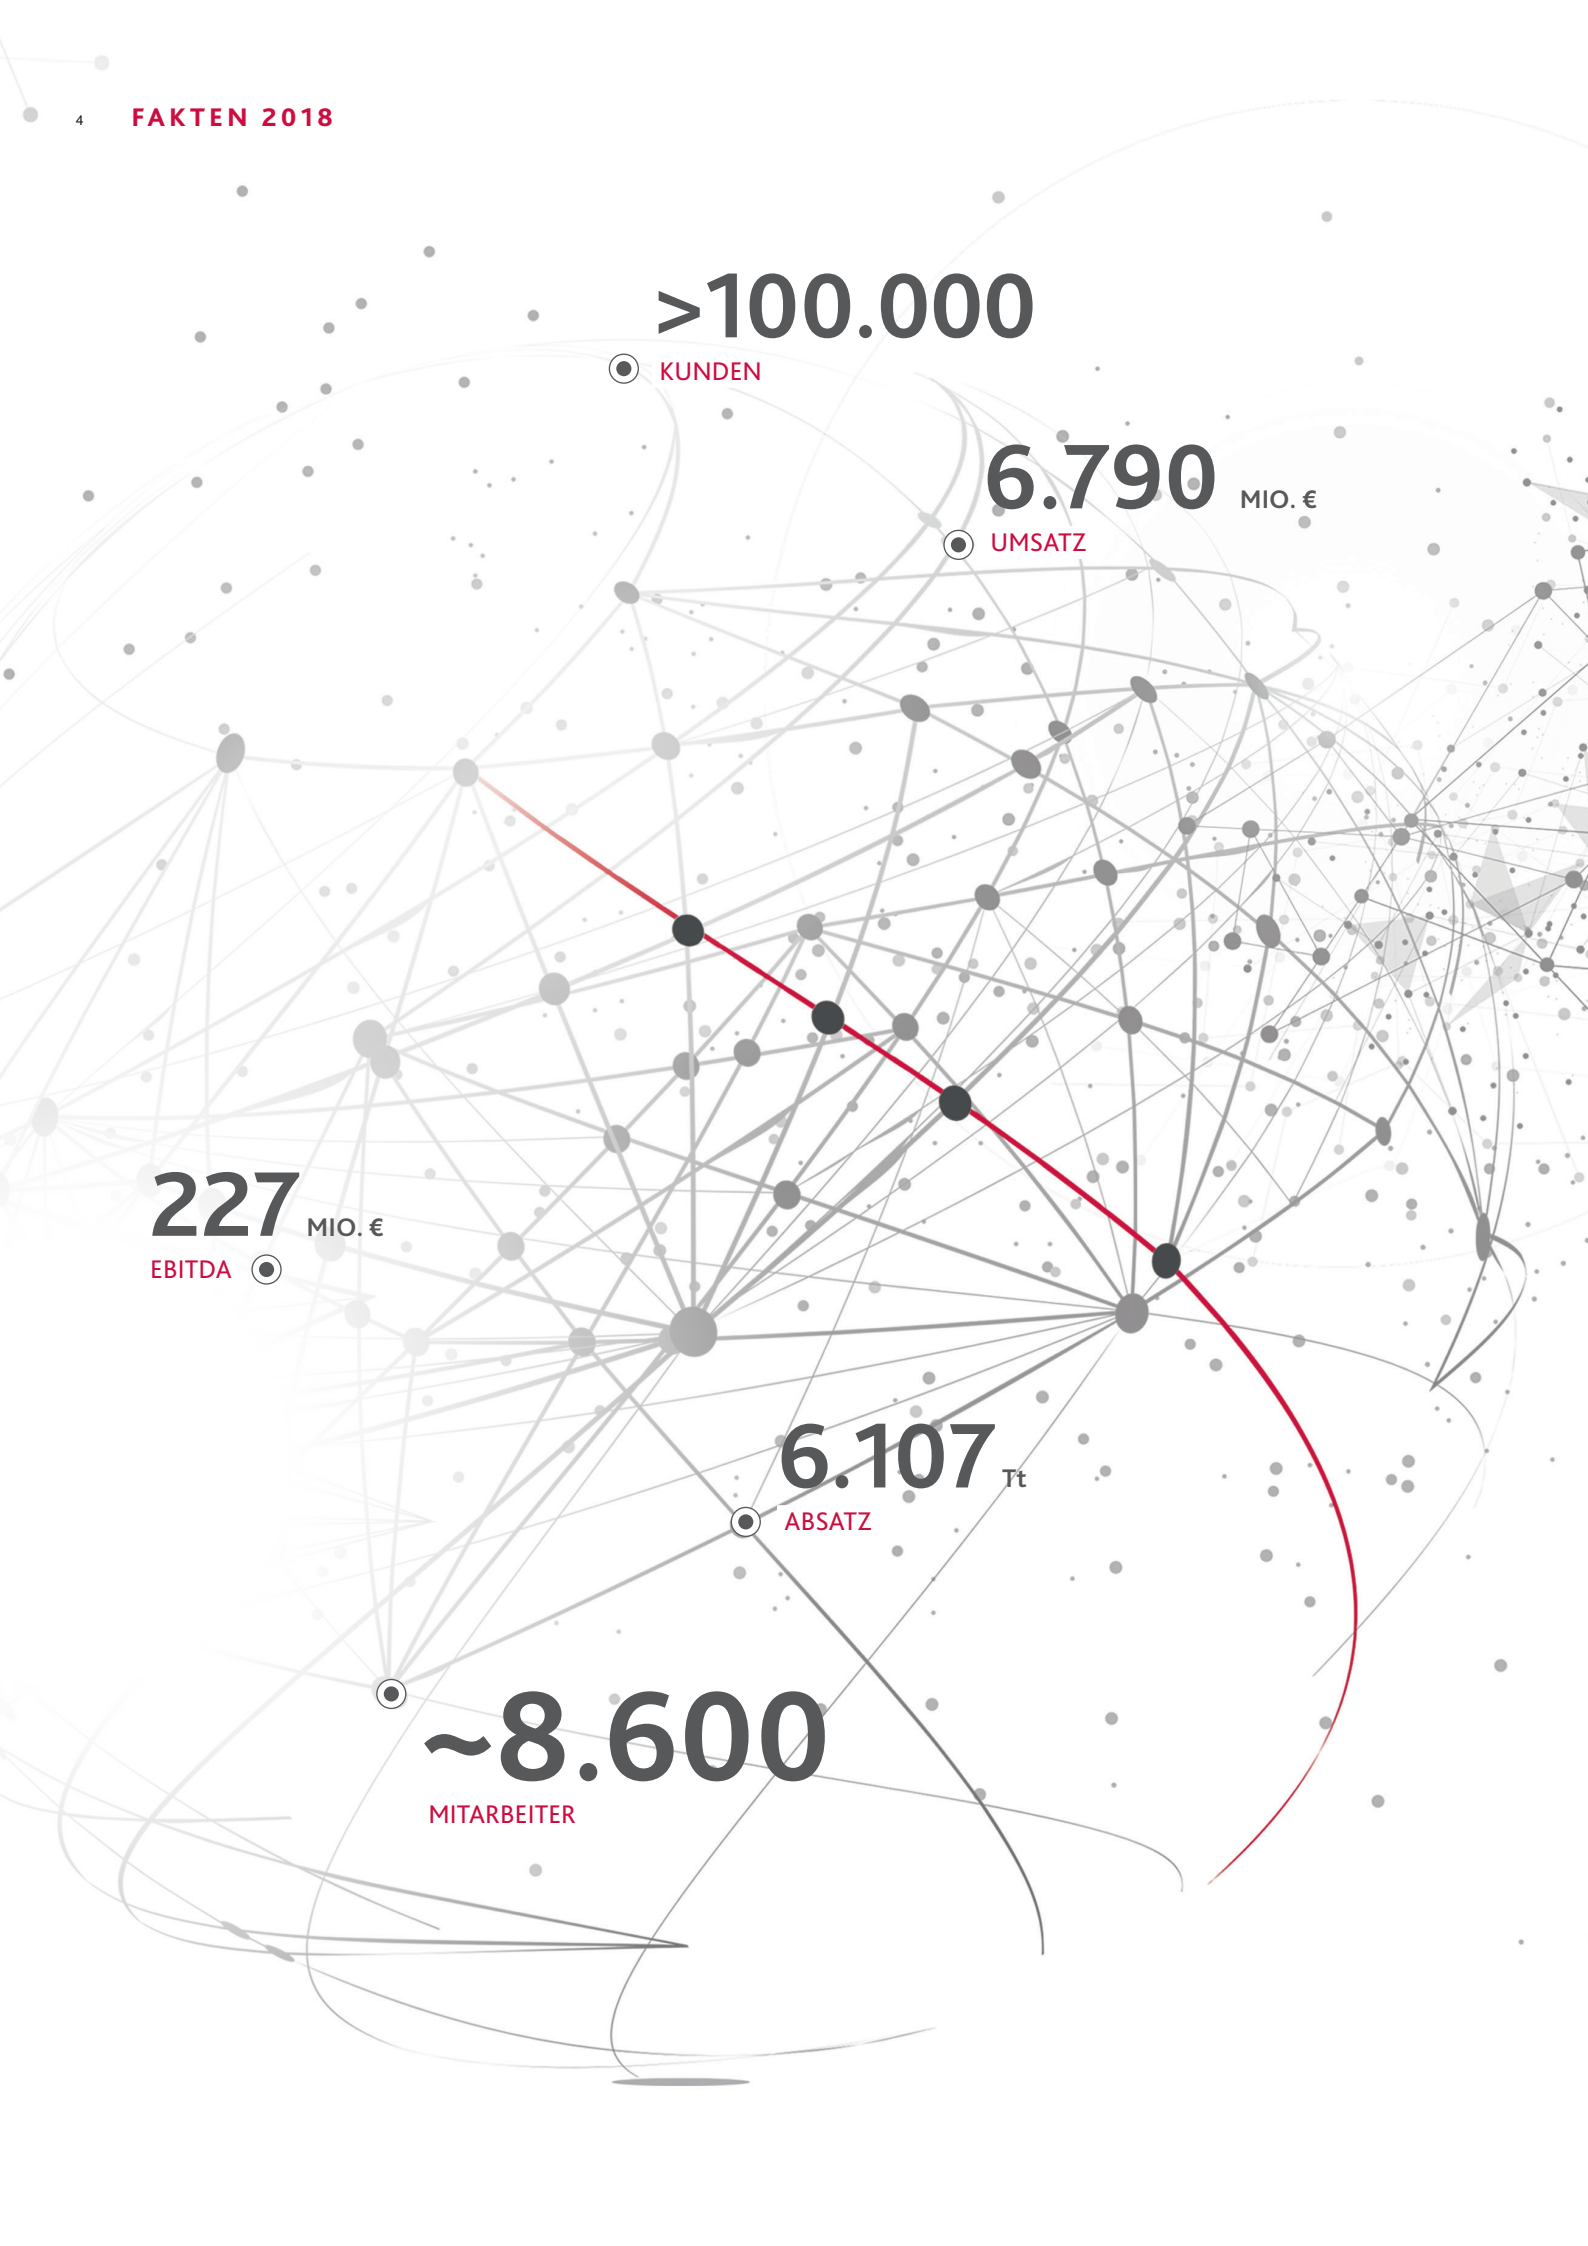 4 FAKTEN 2018
>100.000
KUNDEN
6.790 MIO. €
UMSATZ
227 MIO. €
EBITDA
6.107 Tt
ABSATZ
~8.600
MITARBEITER